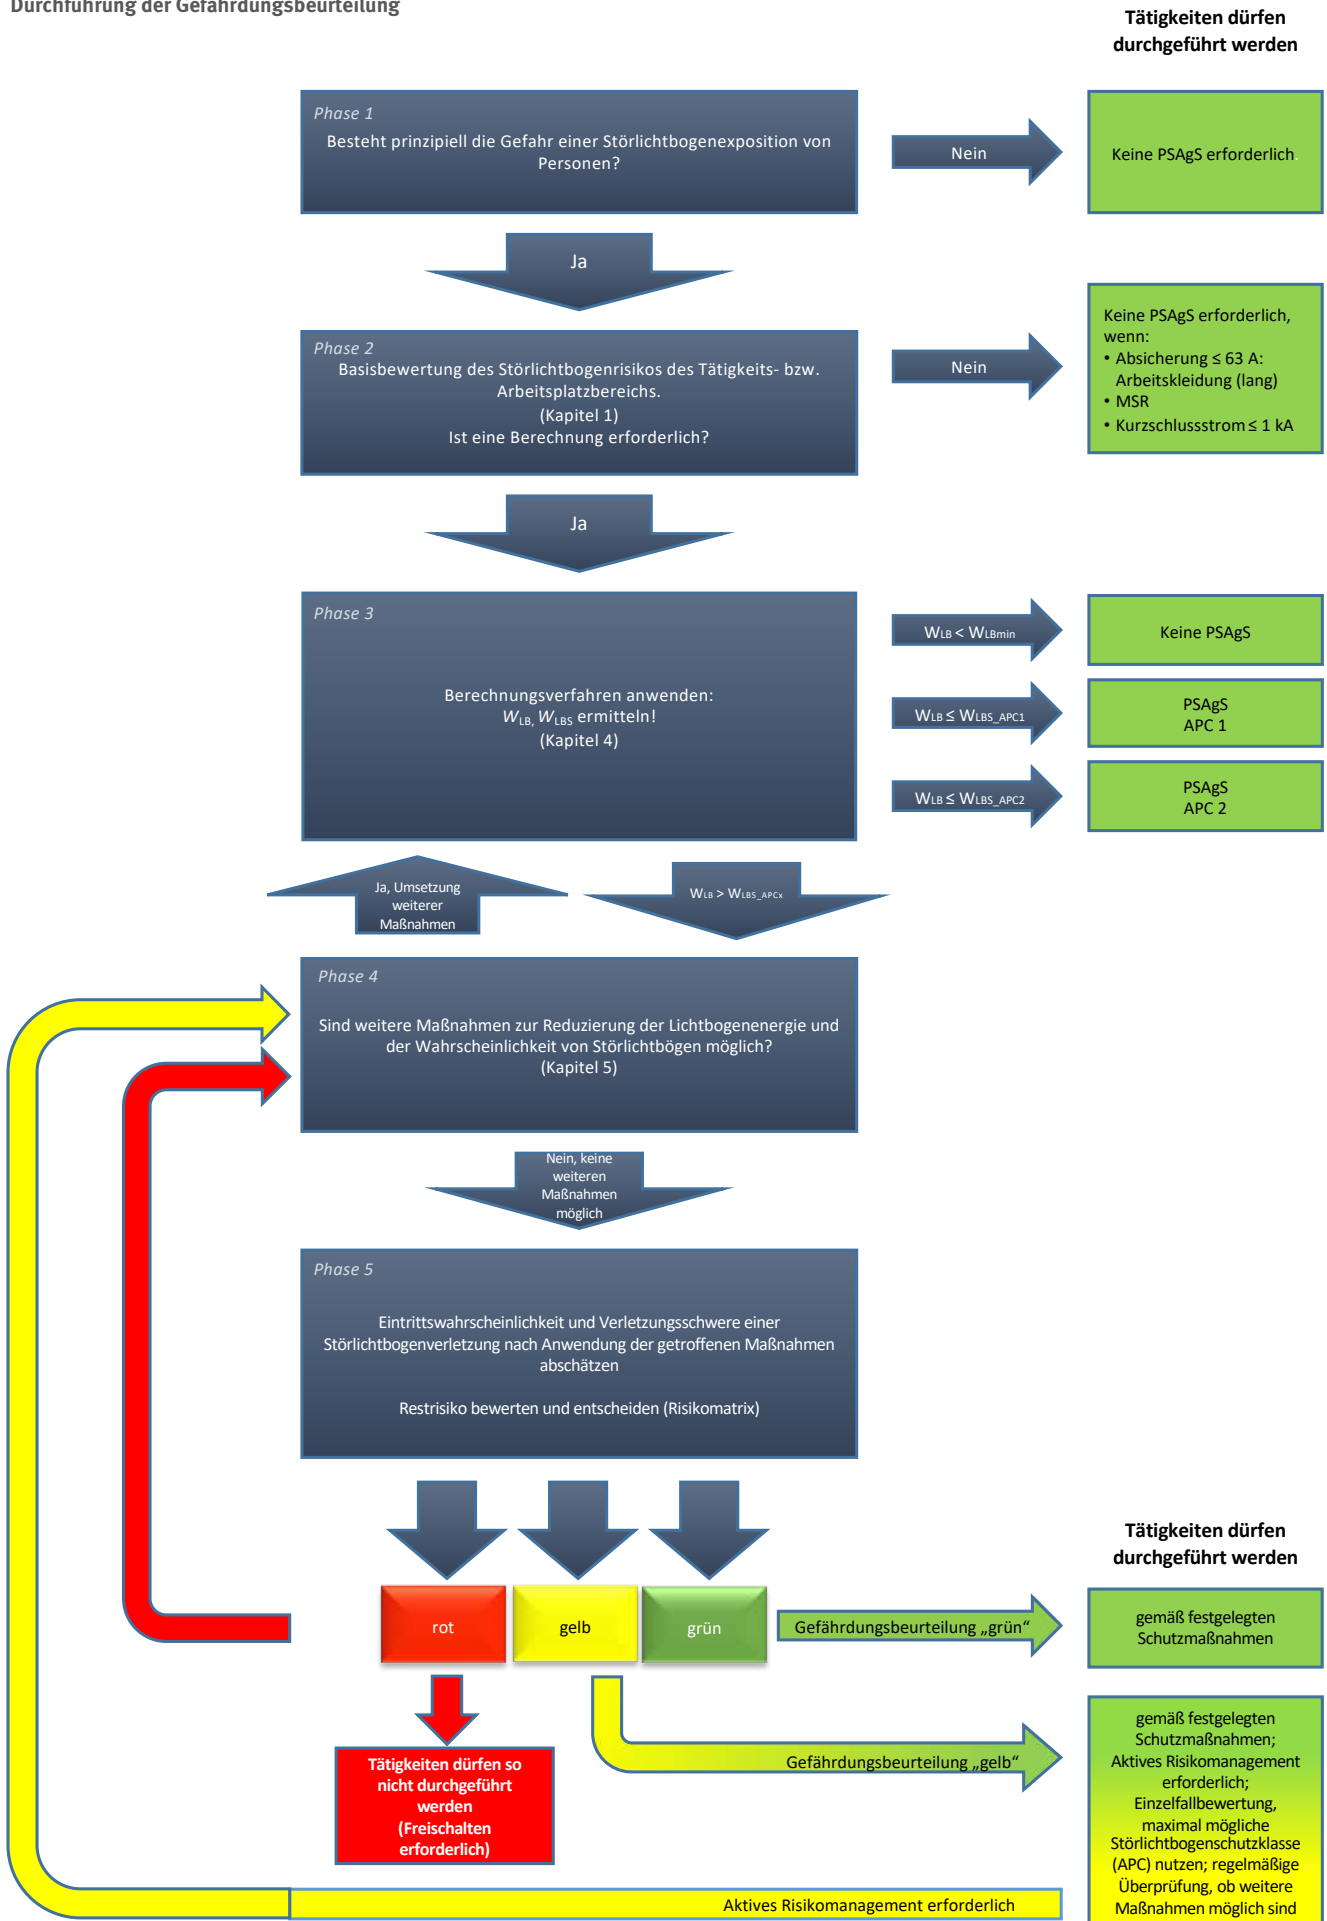 Durchführung der Gefährdungsbeurteilung
Tätigkeiten dürfen
durchgeführt werden
Phase 1
Besteht prinzipiell die Gefahr einer Störlichtbogenexposition von
Personen?
Nein
Keine PSAgS erforderlich.
Ja
Phase 2
Basisbewertung des Störlichtbogenrisikos des Tätigkeits- bzw.
Arbeitsplatzbereichs.
(Kapitel 1)
Ist eine Berechnung erforderlich?
Nein
Keine PSAgS erforderlich,
wenn:
• Absicherung ≤ 63 A:
Arbeitskleidung (lang)
• MSR
• Kurzschlussstrom ≤ 1 kA
Ja
Phase 3
Berechnungsverfahren anwenden:
WLB, WLBS ermitteln!
(Kapitel 4)
WLB < WLBmin
Keine PSAgS
WLB ≤ WLBS_APC1
PSAgS
APC 1
WLB ≤ WLBS_APC2
PSAgS
APC 2
Ja, Umsetzung
weiterer
Maßnahmen
WLB > WLBS_APCx
Phase 4
Sind weitere Maßnahmen zur Reduzierung der Lichtbogenenergie und
der Wahrscheinlichkeit von Störlichtbögen möglich?
(Kapitel 5)
Nein, keine
weiteren
Maßnahmen
möglich
Phase 5
Eintrittswahrscheinlichkeit und Verletzungsschwere einer
Störlichtbogenverletzung nach Anwendung der getroffenen Maßnahmen
abschätzen
Restrisiko bewerten und entscheiden (Risikomatrix)
Tätigkeiten dürfen
durchgeführt werden
rot
gelb
grün
Gefährdungsbeurteilung „grün“
gemäß festgelegten
Schutzmaßnahmen
Gefährdungsbeurteilung „gelb“
gemäß festgelegten
Schutzmaßnahmen;
Aktives Risikomanagement
erforderlich;
Einzelfallbewertung,
maximal mögliche
Störlichtbogenschutzklasse
(APC) nutzen; regelmäßige
Überprüfung, ob weitere
Maßnahmen möglich sind
Tätigkeiten dürfen so
nicht durchgeführt
werden
(Freischalten
erforderlich)
Aktives Risikomanagement erforderlich